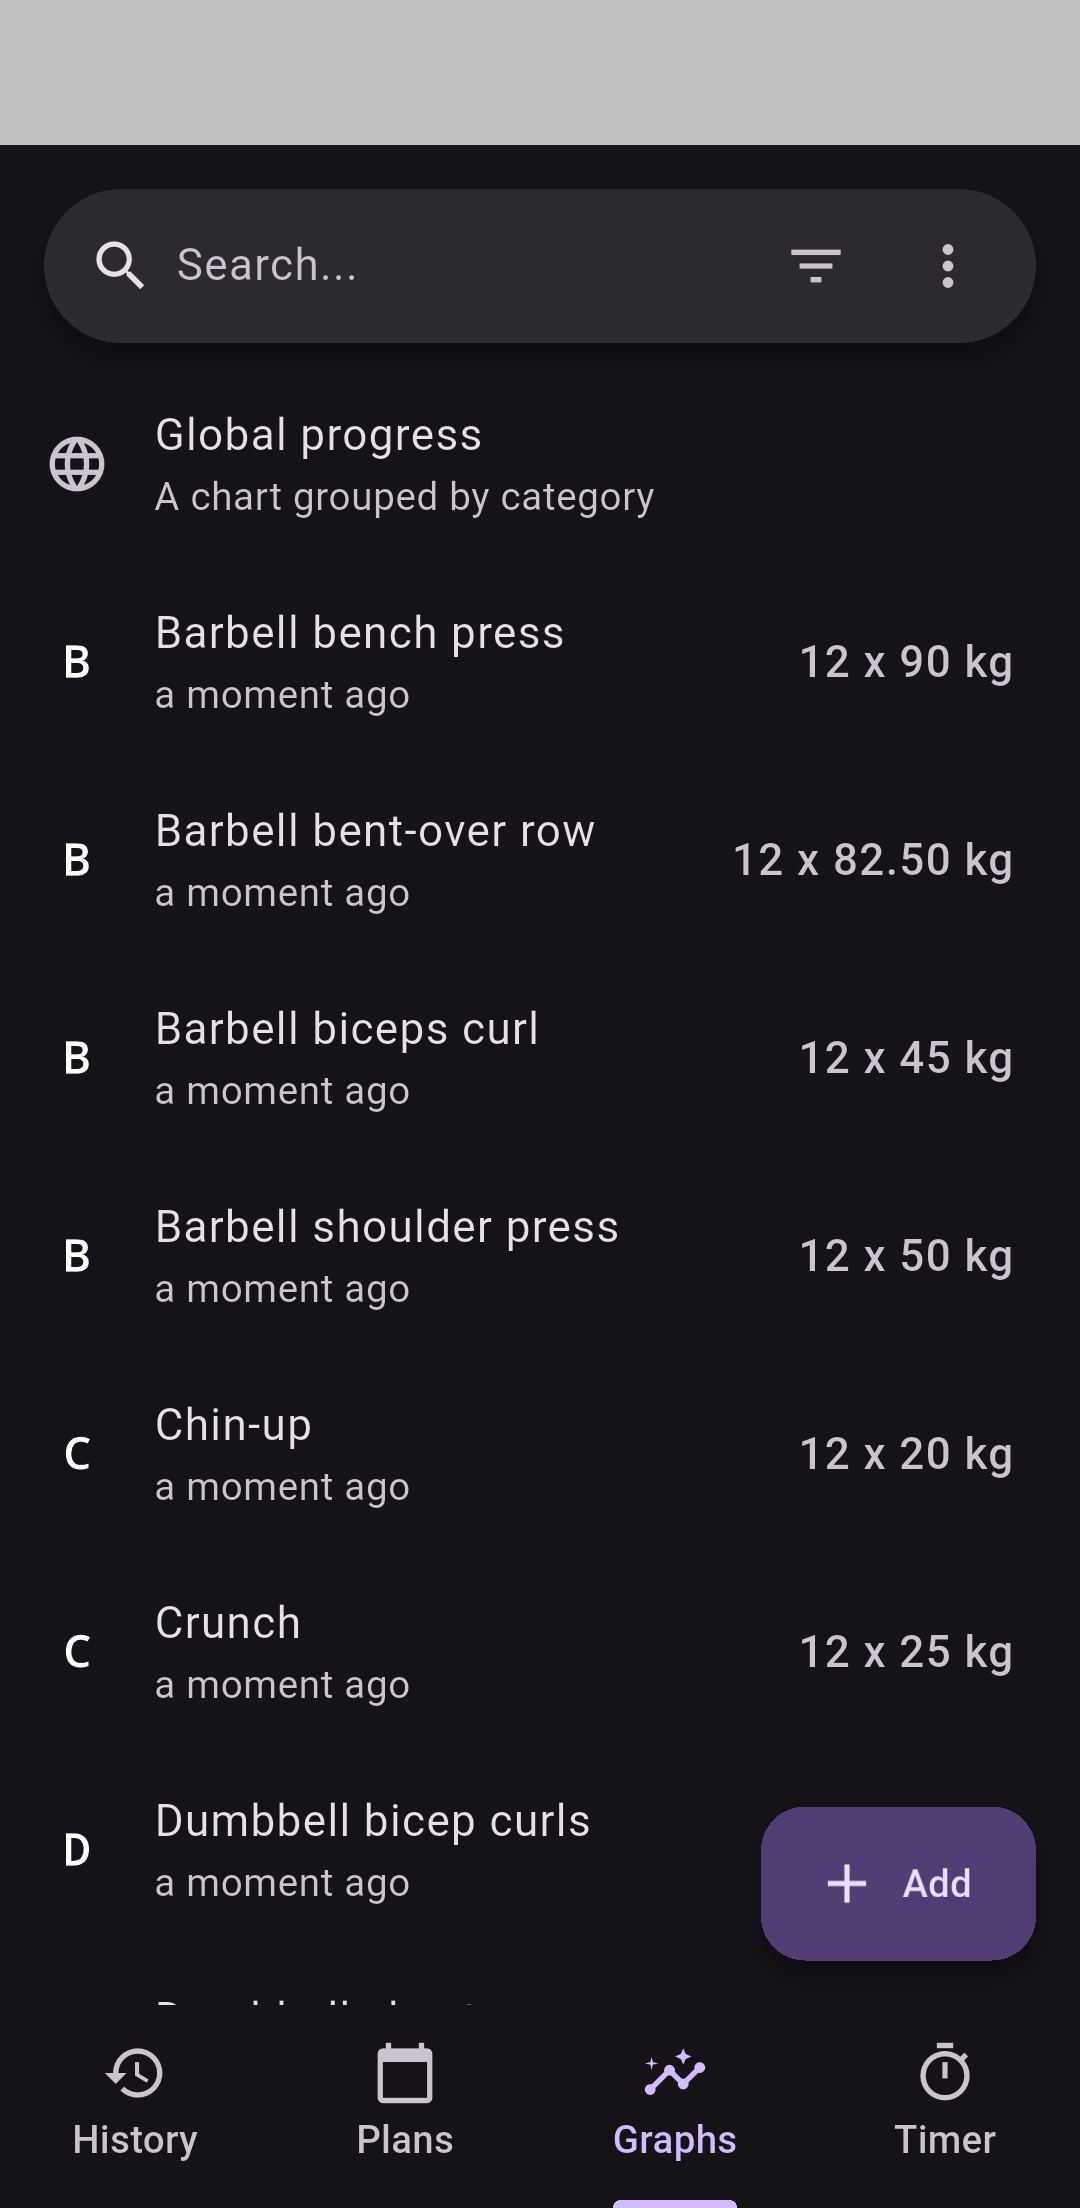 Search...
Global progress
A chart grouped by category
B
Barbell bench press
a moment ago
12 x 90 kg
B
Barbell bent-over row
a moment ago
12 x 82.50 kg
B
Barbell biceps curl
a moment ago
12 x 45 kg
B
Barbell shoulder press
a moment ago
12 x 50 kg
C
Chin-up
a moment ago
12 x 20 kg
C
Crunch
a moment ago
12 x 25 kg
D
Dumbbell bicep curls
a moment ago
Add
History
Plans
Graphs
Timer